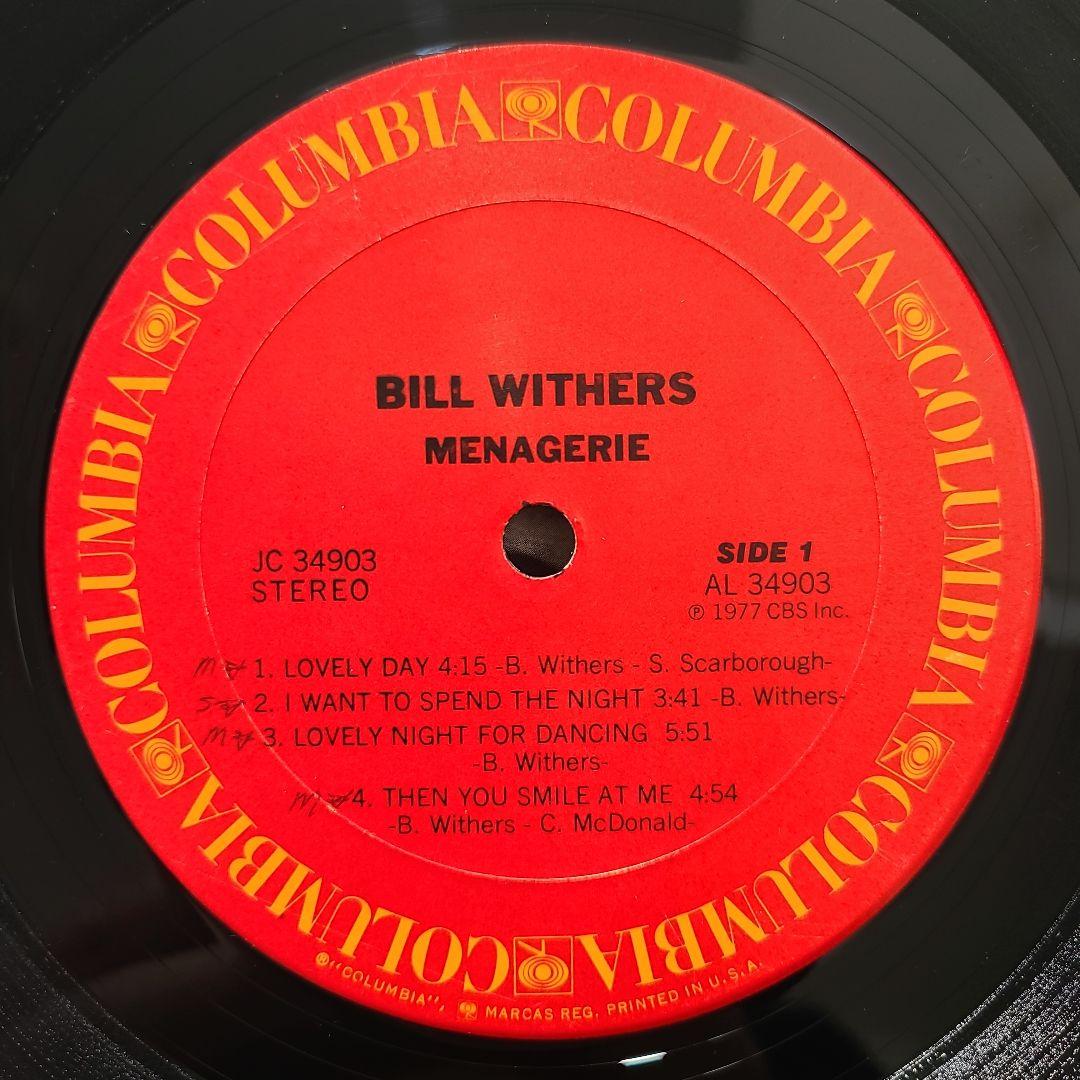 COLUMBIA COLUMBIA COLUMBIA COLUMBIA COLUMBIA COLUMBIA
BILL WITHERS
MENAGERIE
JC 34903
STEREO
SIDE 1
AL 34903
℗ 1977 CBS Inc.
1. LOVELY DAY 4:15 -B. Withers - S. Scarborough-
2. I WANT TO SPEND THE NIGHT 3:41 -B. Withers-
3. LOVELY NIGHT FOR DANCING 5:51
-B. Withers-
4. THEN YOU SMILE AT ME 4:54
-B. Withers - C. McDonald-
®"COLUMBIA", MARCAS REG. PRINTED IN U.S.A.